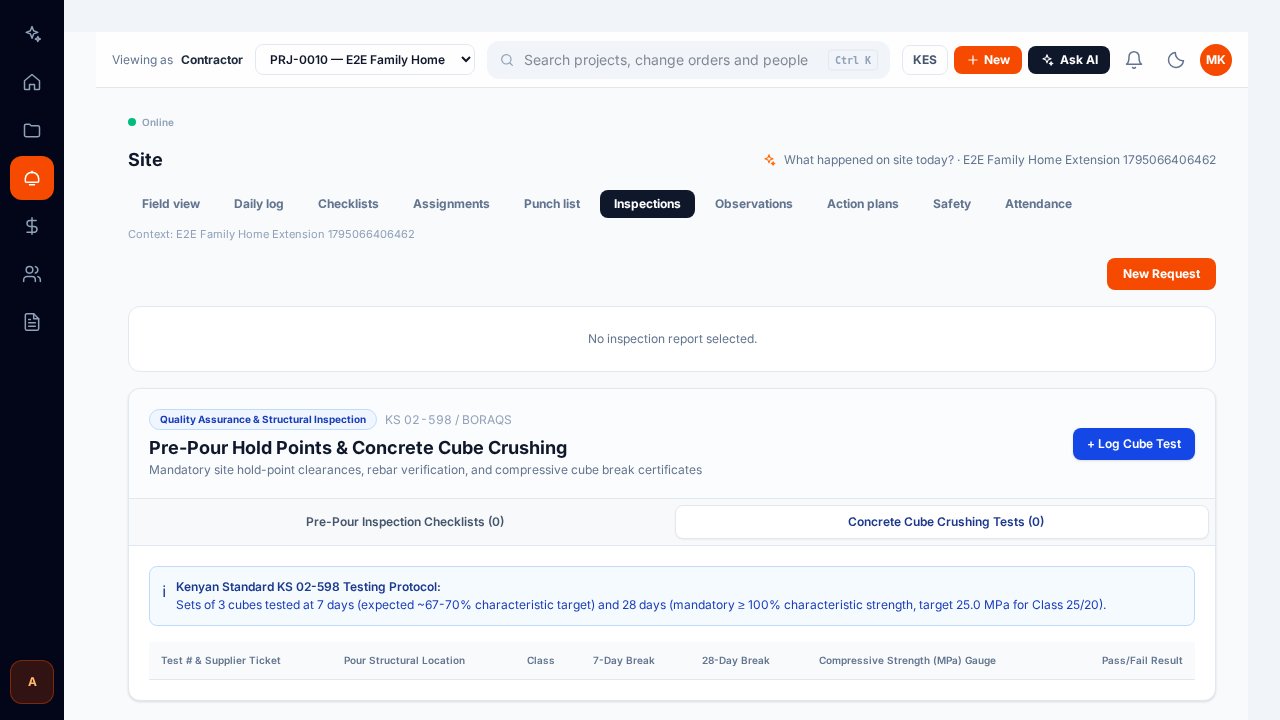 Viewing as Contractor PRJ-0010 — E2E Family Home Search projects, change orders and people Ctrl K KES + New Ask AI MK
Online
Site
What happened on site today? · E2E Family Home Extension 1795066406462
Field view Daily log Checklists Assignments Punch list Inspections Observations Action plans Safety Attendance
Context: E2E Family Home Extension 1795066406462
New Request
No inspection report selected.
Quality Assurance & Structural Inspection KS 02-598 / BORAQS
Pre-Pour Hold Points & Concrete Cube Crushing
+ Log Cube Test
Mandatory site hold-point clearances, rebar verification, and compressive cube break certificates
Pre-Pour Inspection Checklists (0) Concrete Cube Crushing Tests (0)
i Kenyan Standard KS 02-598 Testing Protocol:
Sets of 3 cubes tested at 7 days (expected ~67-70% characteristic target) and 28 days (mandatory ≥ 100% characteristic strength, target 25.0 MPa for Class 25/20).
Test # & Supplier Ticket Pour Structural Location Class 7-Day Break 28-Day Break Compressive Strength (MPa) Gauge Pass/Fail Result
A